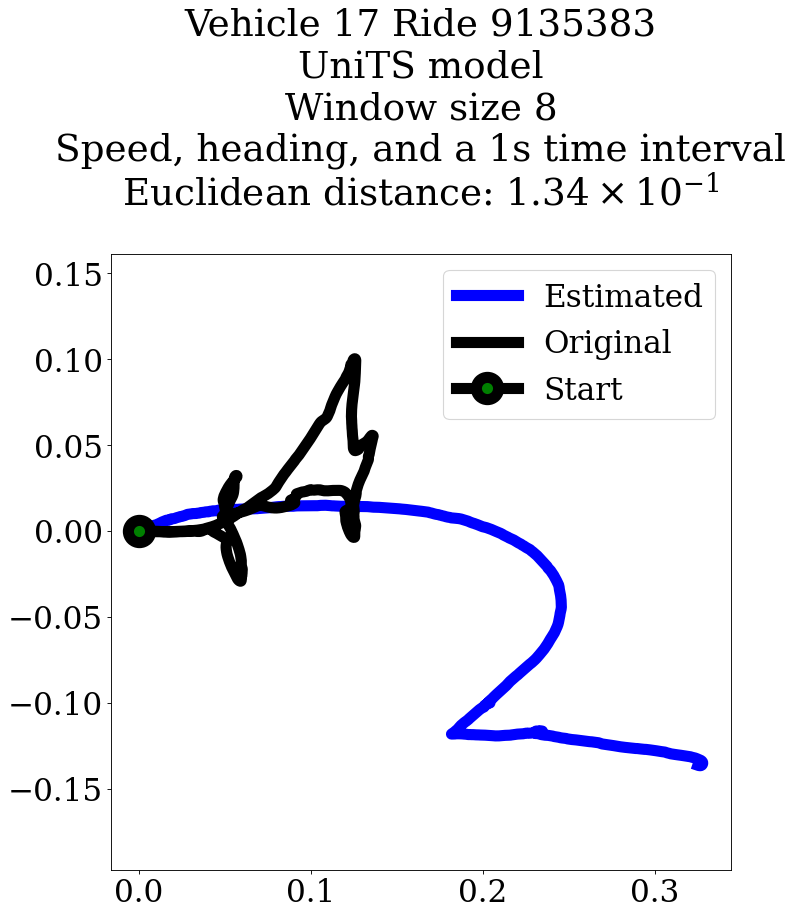 Vehicle 17 Ride 9135383
UniTS model
Window size 8
Speed, heading, and a 1s time interval
Euclidean distance: 1.34 × 10⁻¹
Estimated
Original
Start
0.15
0.10
0.05
0.00
−0.05
−0.10
−0.15
0.0 0.1 0.2 0.3